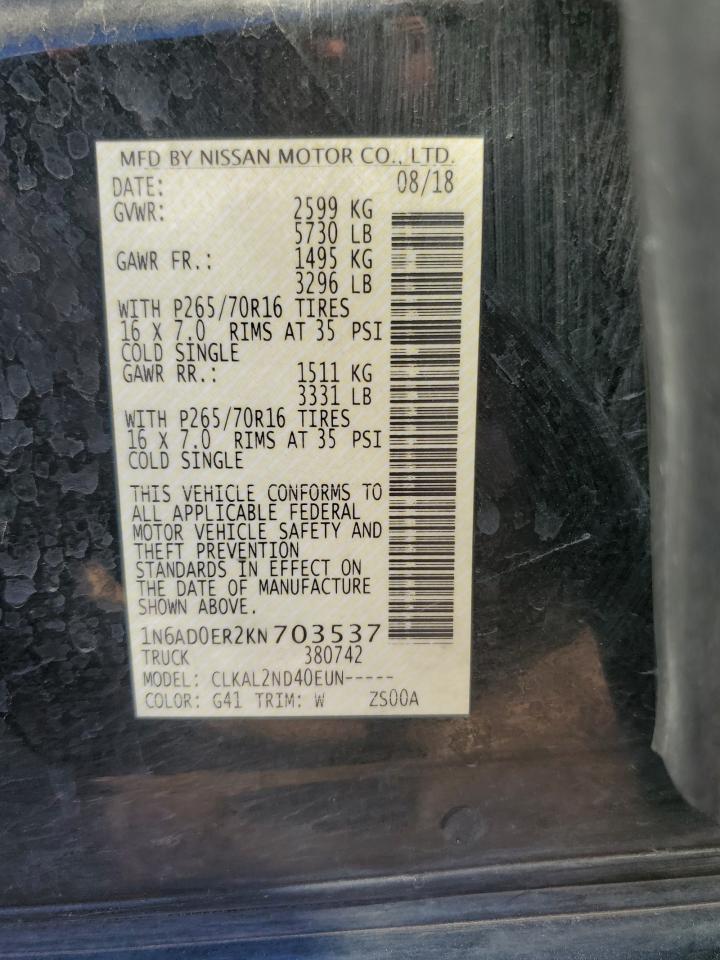 MFD BY NISSAN MOTOR CO., LTD.
DATE: 08/18
GVWR: 2599 KG
5730 LB
GAWR FR.: 1495 KG
3296 LB
WITH P265/70R16 TIRES
16 X 7.0 RIMS AT 35 PSI
COLD SINGLE
GAWR RR.: 1511 KG
3331 LB
WITH P265/70R16 TIRES
16 X 7.0 RIMS AT 35 PSI
COLD SINGLE
THIS VEHICLE CONFORMS TO
ALL APPLICABLE FEDERAL
MOTOR VEHICLE SAFETY AND
THEFT PREVENTION
STANDARDS IN EFFECT ON
THE DATE OF MANUFACTURE
SHOWN ABOVE.
1N6AD0ER2KN703537
TRUCK 380742
MODEL: CLKAL2ND40EUN-----
COLOR: G41 TRIM: W ZS00A